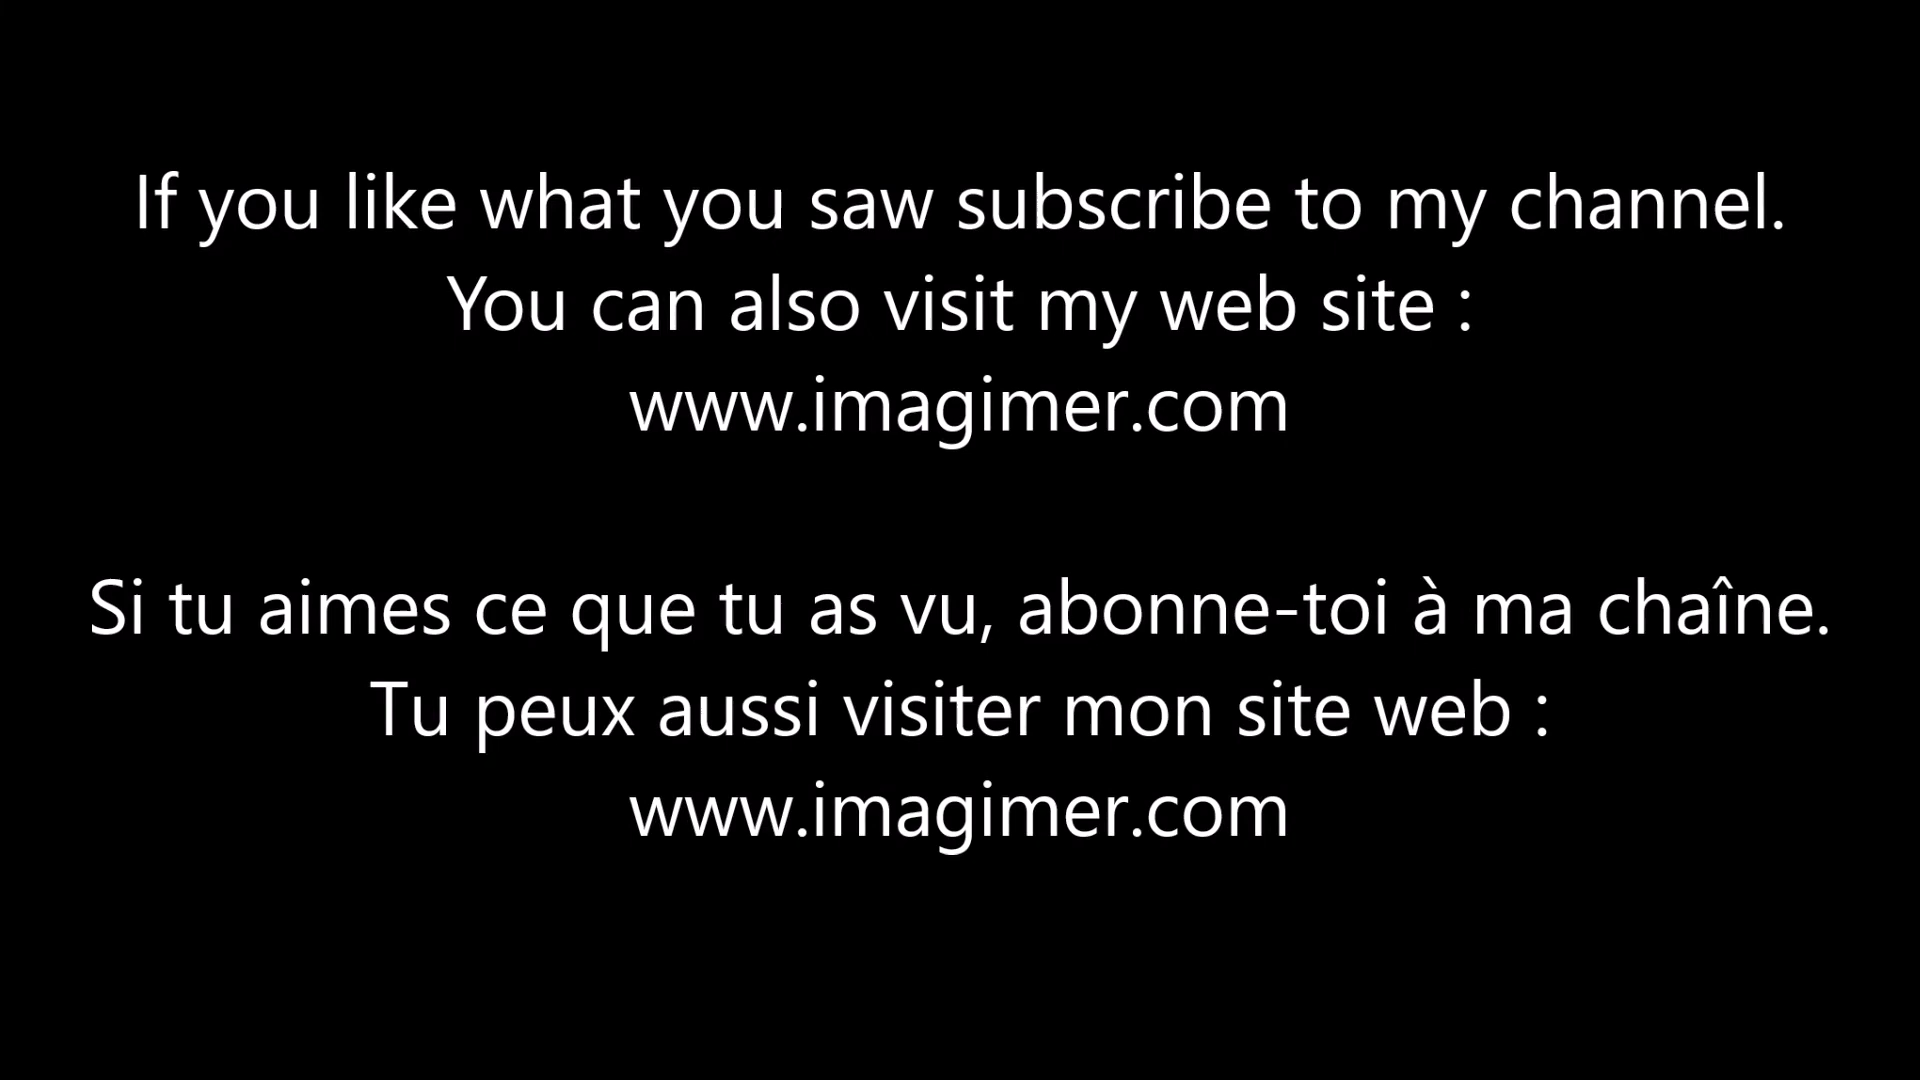 If you like what you saw subscribe to my channel.
You can also visit my web site :
www.imagimer.com
Si tu aimes ce que tu as vu, abonne-toi à ma chaîne.
Tu peux aussi visiter mon site web :
www.imagimer.com